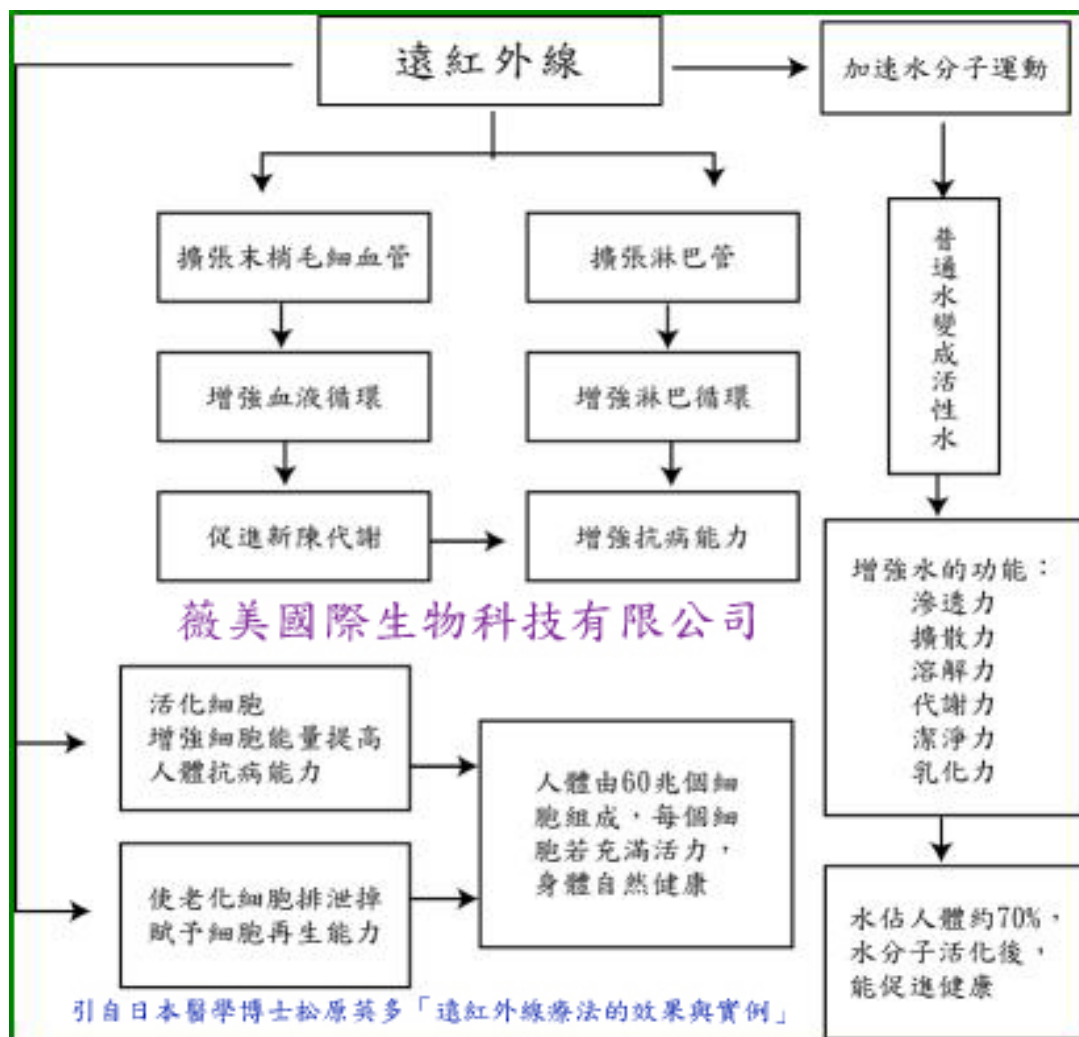 遠紅外線
加速水分子運動
擴張末梢毛細血管
擴張淋巴管
普通水變成活性水
增強血液循環
增強淋巴循環
促進新陳代謝
增強抗病能力
增強水的功能：
滲透力
擴散力
溶解力
代謝力
潔淨力
乳化力
薇美國際生物科技有限公司
活化細胞
增強細胞能量提高
人體抗病能力
人體由60兆個細
胞組成，每個細
胞若充滿活力，
身體自然健康
使老化細胞排泄掉
賦予細胞再生能力
水佔人體約70%，
水分子活化後，
能促進健康
引自日本醫學博士松原英多「遠紅外線療法的效果與實例」